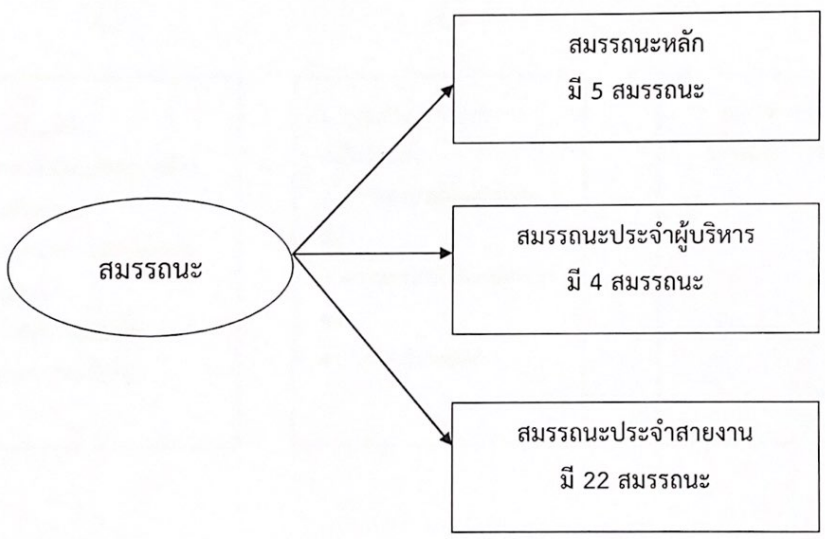 สมรรถนะ
สมรรถนะหลัก
มี 5 สมรรถนะ
สมรรถนะประจำผู้บริหาร
มี 4 สมรรถนะ
สมรรถนะประจำสายงาน
มี 22 สมรรถนะ